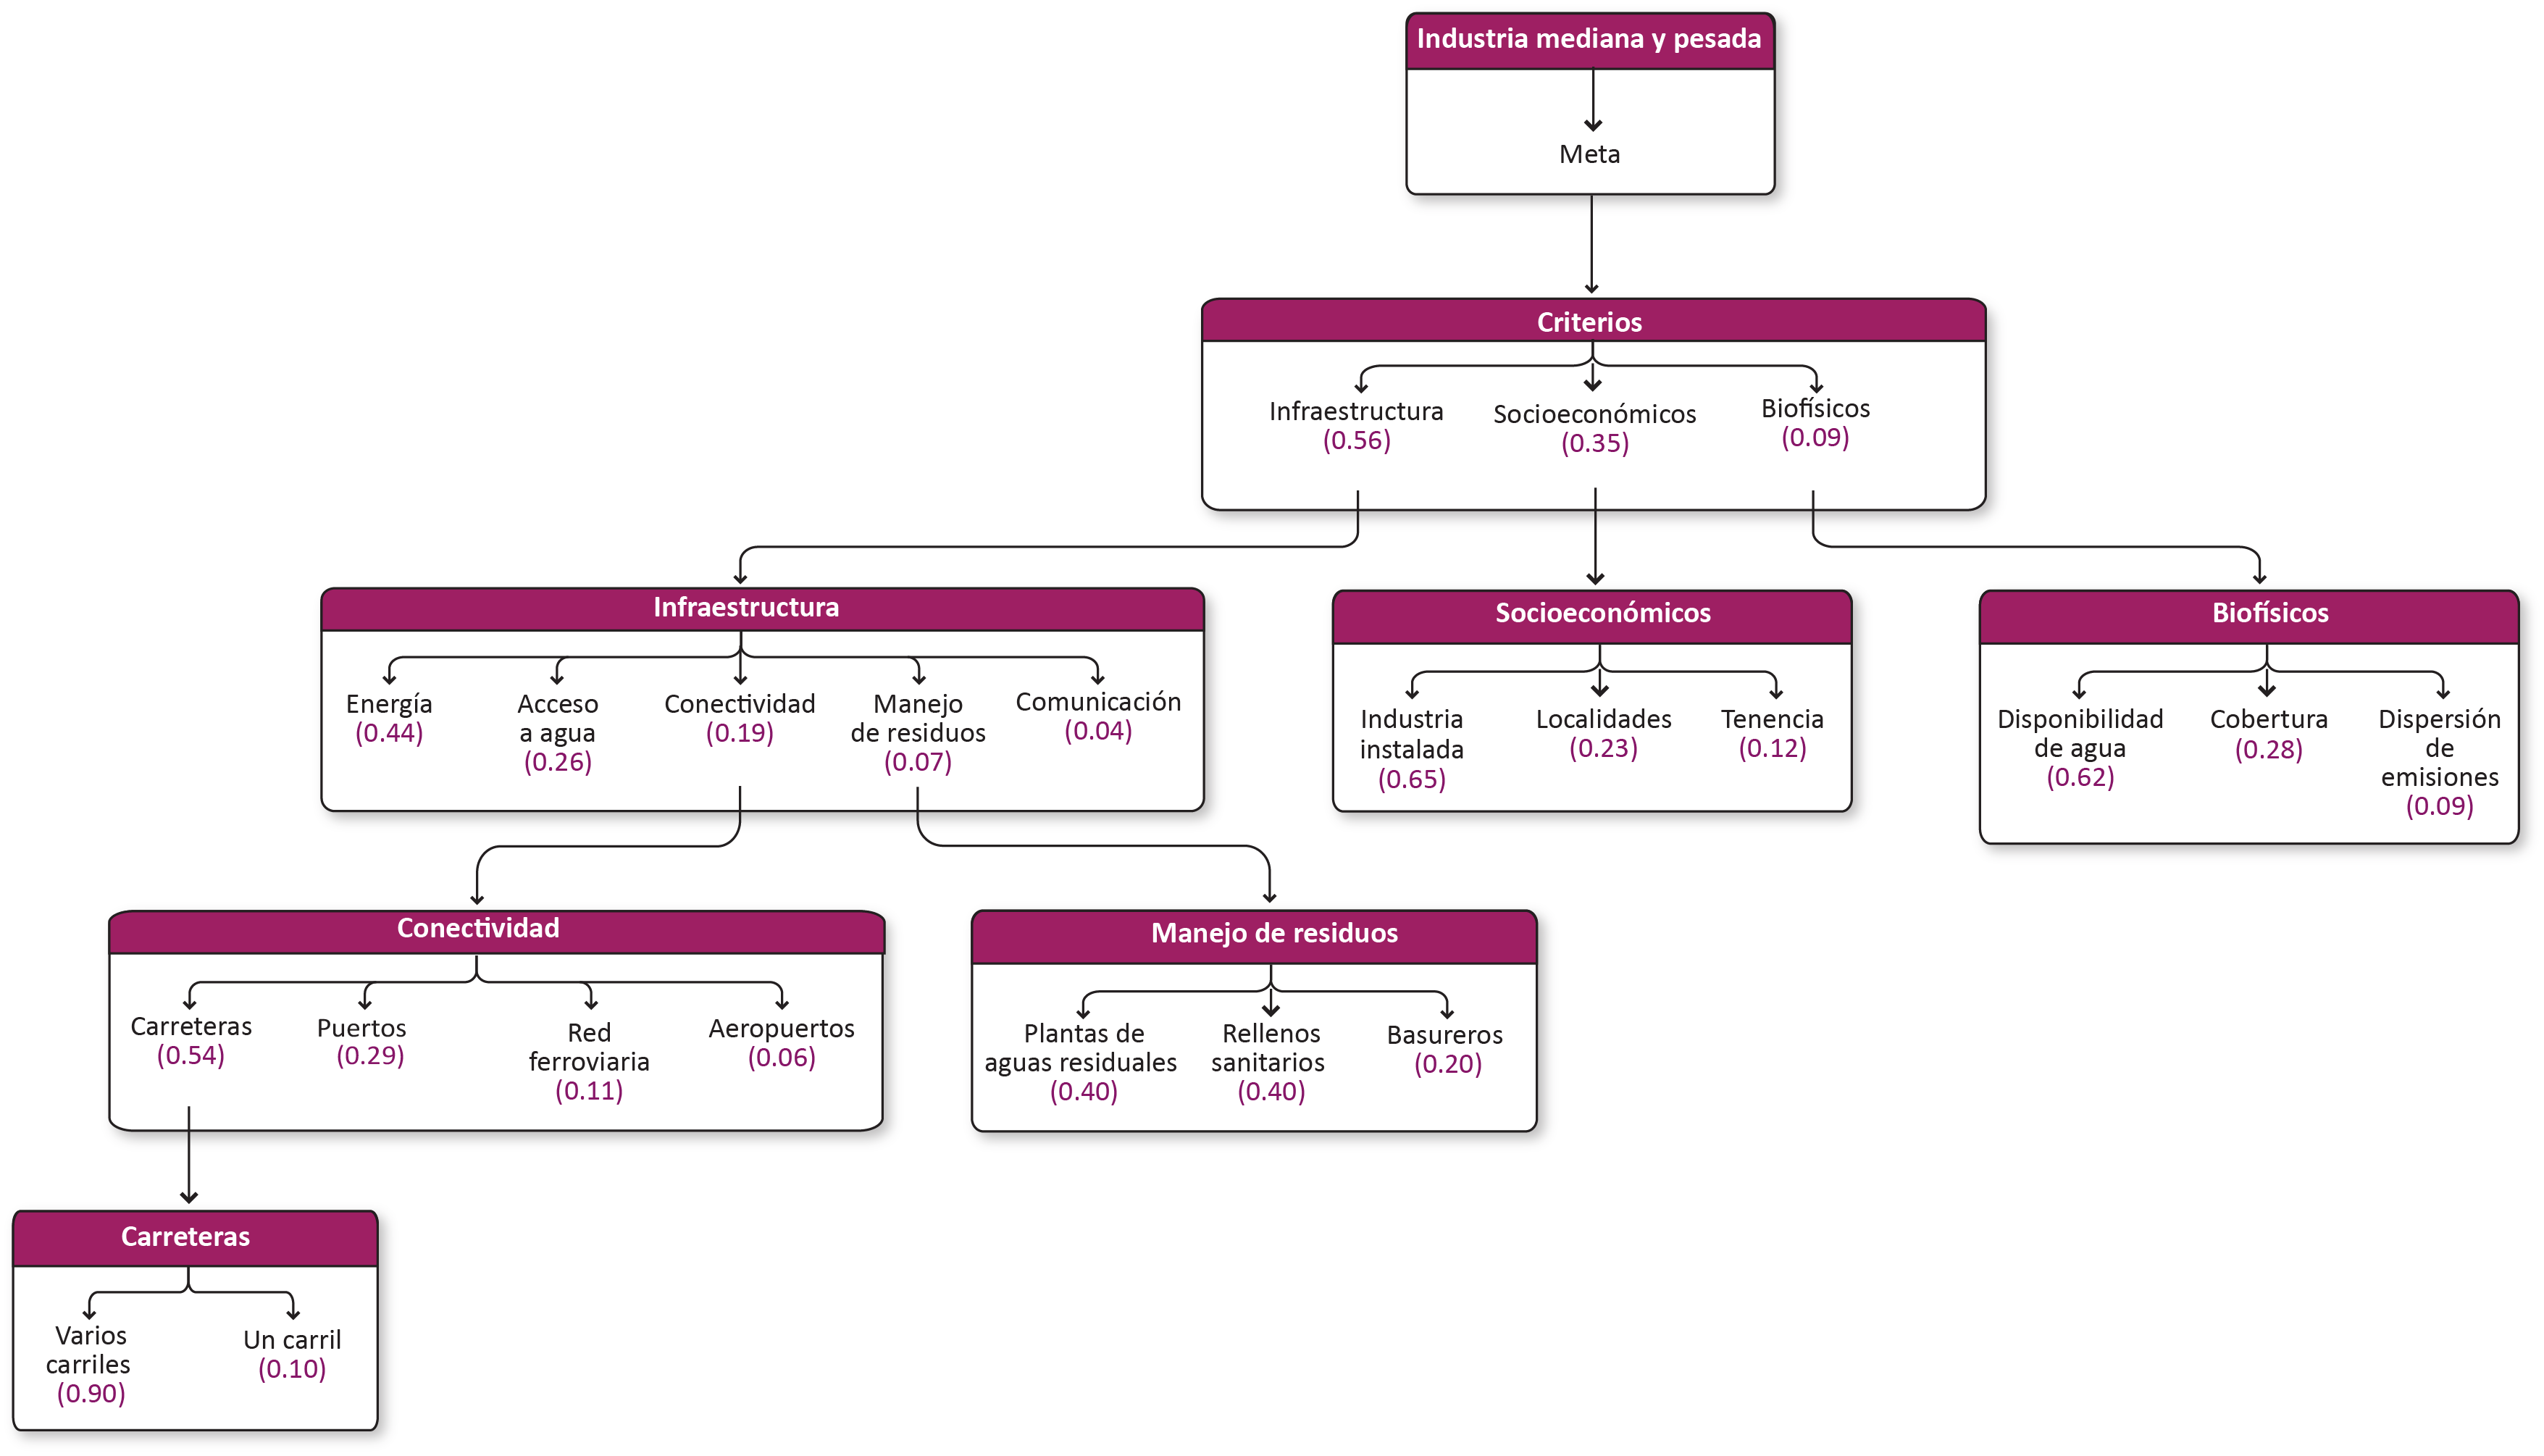 Industria mediana y pesada
Meta
Criterios
Infraestructura
(0.56)
Socioeconómicos
(0.35)
Biofísicos
(0.09)
Infraestructura
Energía
(0.44)
Acceso
a agua
(0.26)
Conectividad
(0.19)
Manejo
de residuos
(0.07)
Comunicación
(0.04)
Socioeconómicos
Industria
instalada
(0.65)
Localidades
(0.23)
Tenencia
(0.12)
Biofísicos
Disponibilidad
de agua
(0.62)
Cobertura
(0.28)
Dispersión
de
emisiones
(0.09)
Conectividad
Carreteras
(0.54)
Puertos
(0.29)
Red
ferroviaria
(0.11)
Aeropuertos
(0.06)
Manejo de residuos
Plantas de
aguas residuales
(0.40)
Rellenos
sanitarios
(0.40)
Basureros
(0.20)
Carreteras
Varios
carriles
(0.90)
Un carril
(0.10)